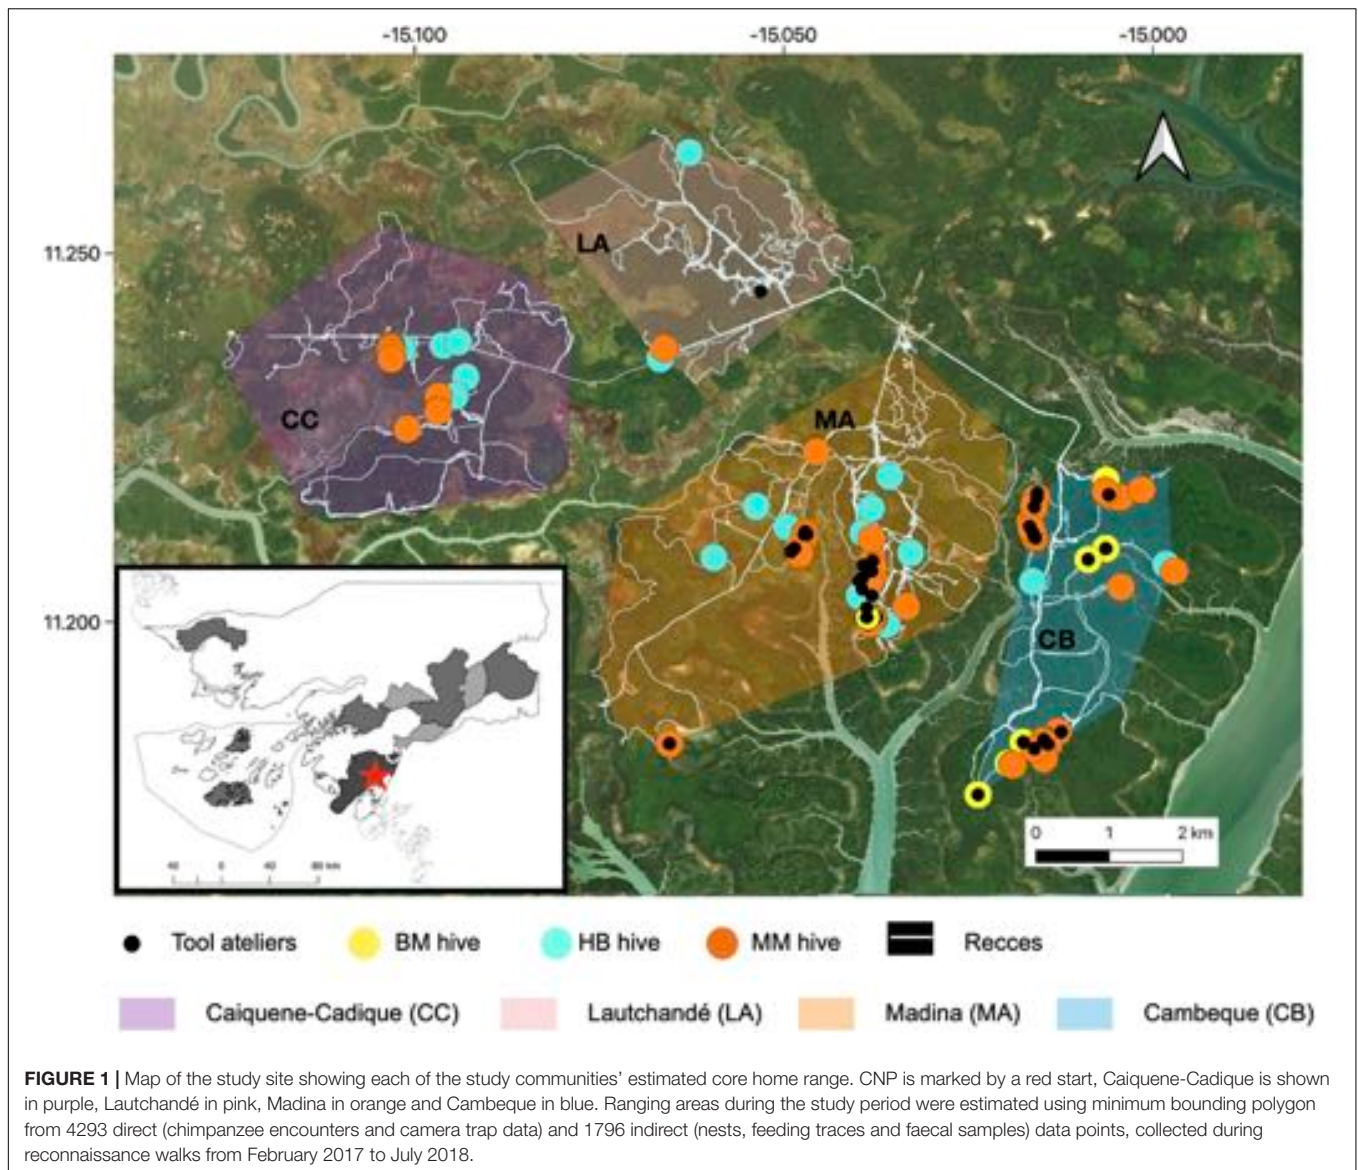 -15.100 -15.050 -15.000
11.250
11.200
LA
CC
MA
CB
40 0 40 80 km
0 1 2 km
Tool ateliers BM hive HB hive MM hive Recces
Caiquene-Cadique (CC) Lautchandé (LA) Madina (MA) Cambeque (CB)
FIGURE 1 | Map of the study site showing each of the study communities' estimated core home range. CNP is marked by a red start, Caiquene-Cadique is shown
in purple, Lautchandé in pink, Madina in orange and Cambeque in blue. Ranging areas during the study period were estimated using minimum bounding polygon
from 4293 direct (chimpanzee encounters and camera trap data) and 1796 indirect (nests, feeding traces and faecal samples) data points, collected during
reconnaissance walks from February 2017 to July 2018.